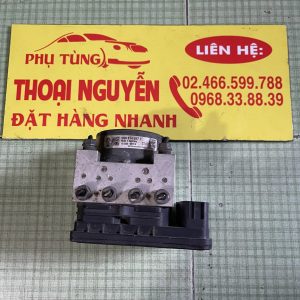 PHỤ TÙNG
THOẠI NGUYỄN
ĐẶT HÀNG NHANH
LIÊN HỆ:
02.466.599.788
0968.33.88.39